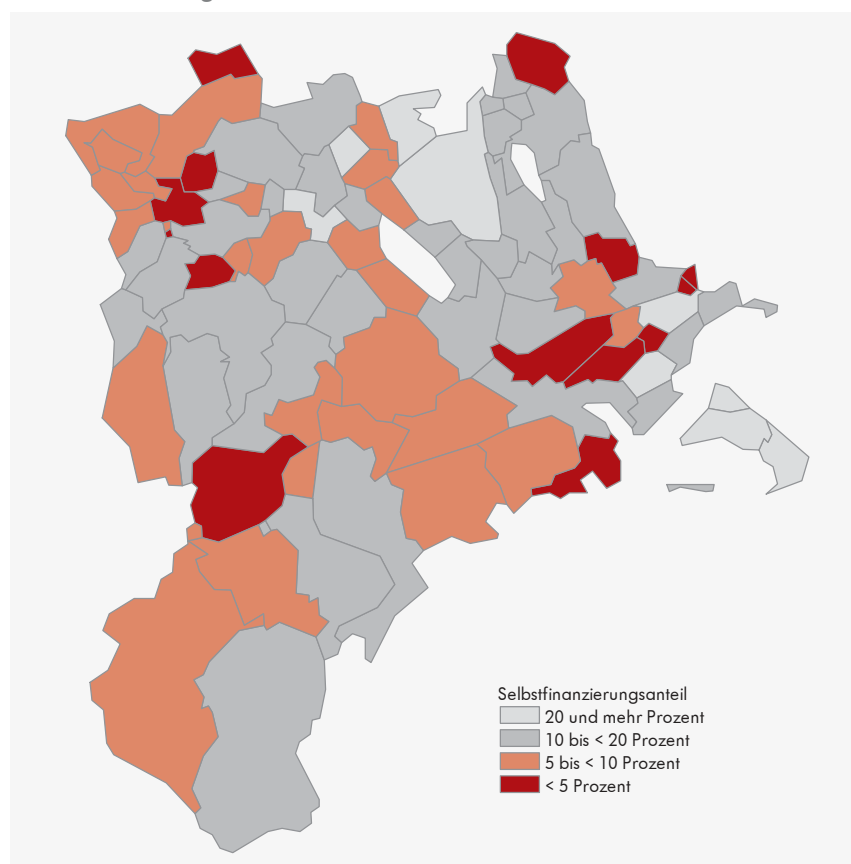 Selbstfinanzierungsanteil
20 und mehr Prozent
10 bis < 20 Prozent
5 bis < 10 Prozent
< 5 Prozent